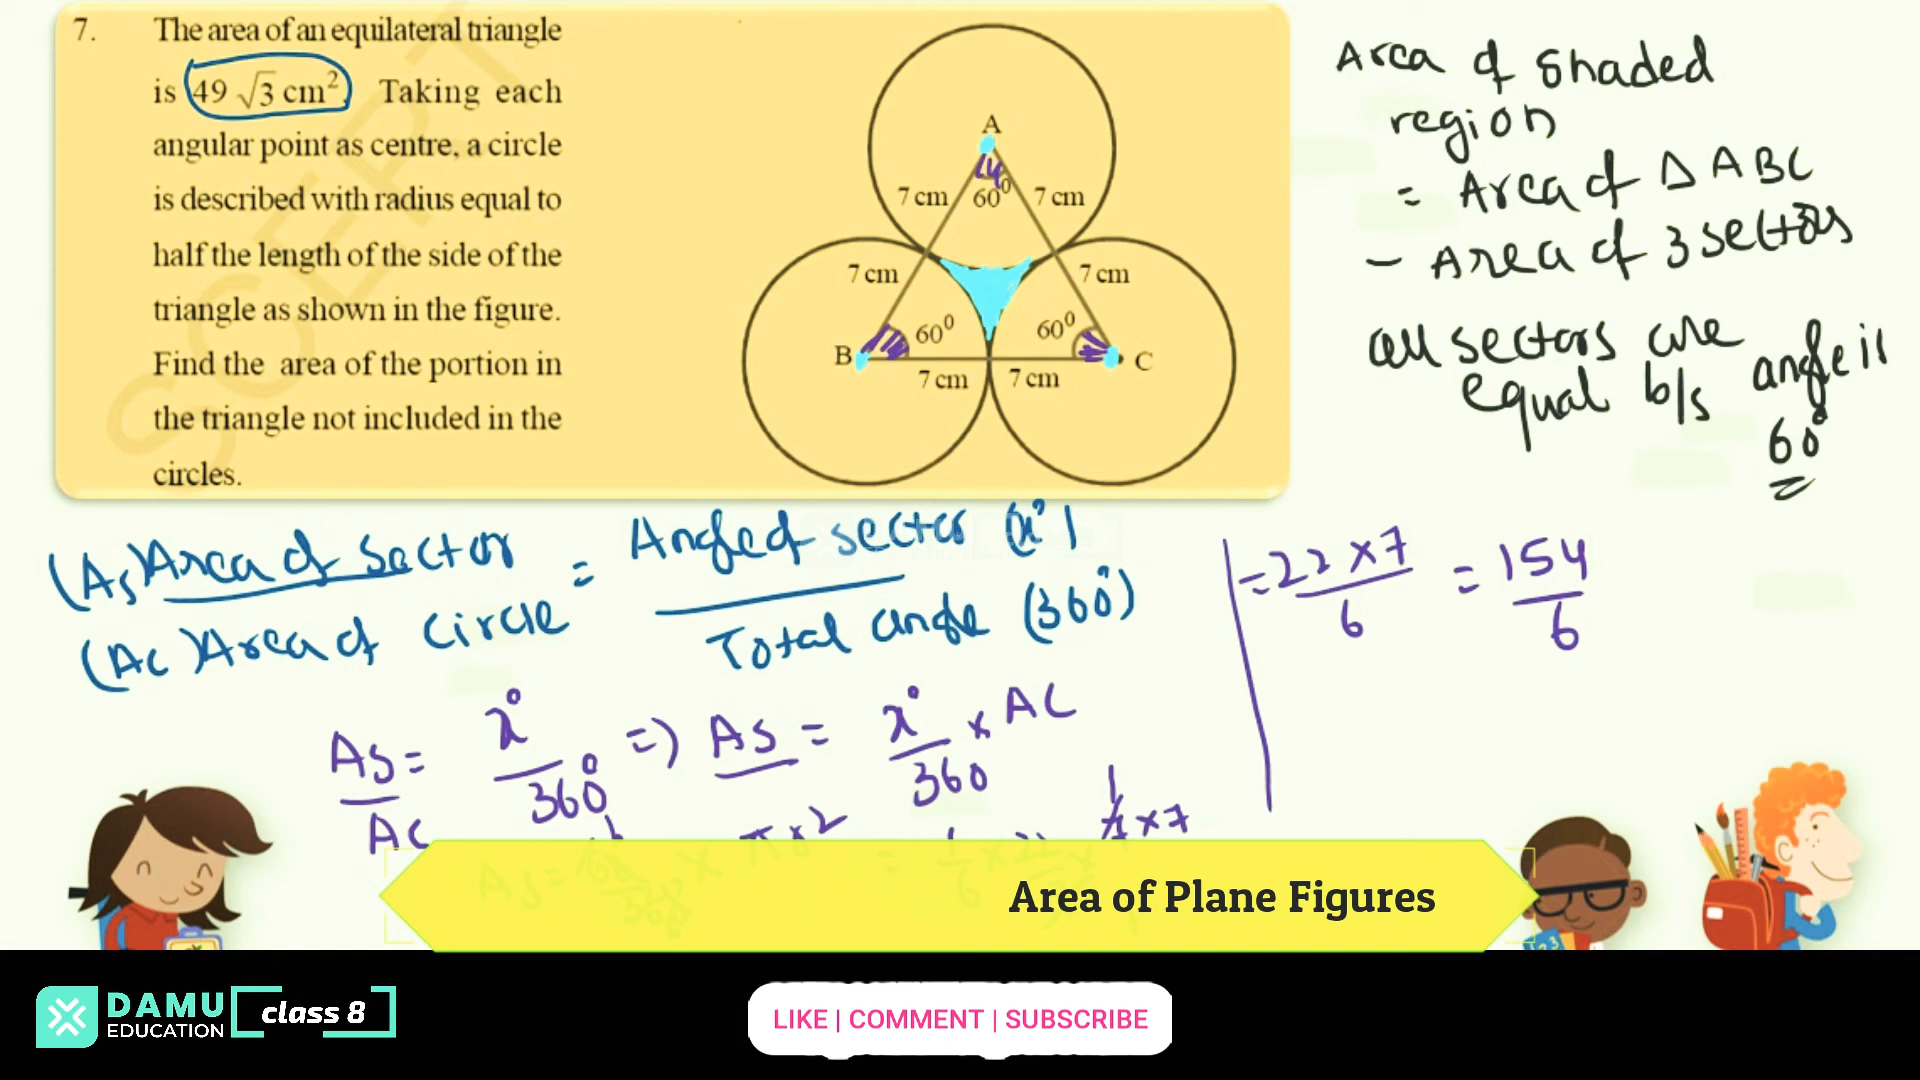 7. The area of an equilateral triangle
is 49 √3 cm². Taking each
angular point as centre, a circle
is described with radius equal to
half the length of the side of the
triangle as shown in the figure.
Find the area of the portion in
the triangle not included in the
circles.
A
7 cm 60⁰ 7 cm
7 cm 7 cm
B 60⁰ 60⁰ C
7 cm 7 cm
Area of shaded
region
= Area of Δ ABC
- Area of 3 sectors
all sectors are
equal b/s angle is
60°
(As) Area of sector = Angle of sector (x°)
(Ac) Area of circle Total angle (360°)
As = x° => As = x° × AC
Ac 360° 360
= 22 × 7 = 154
6 6
Area of Plane Figures
DAMU
EDUCATION
class 8
LIKE | COMMENT | SUBSCRIBE